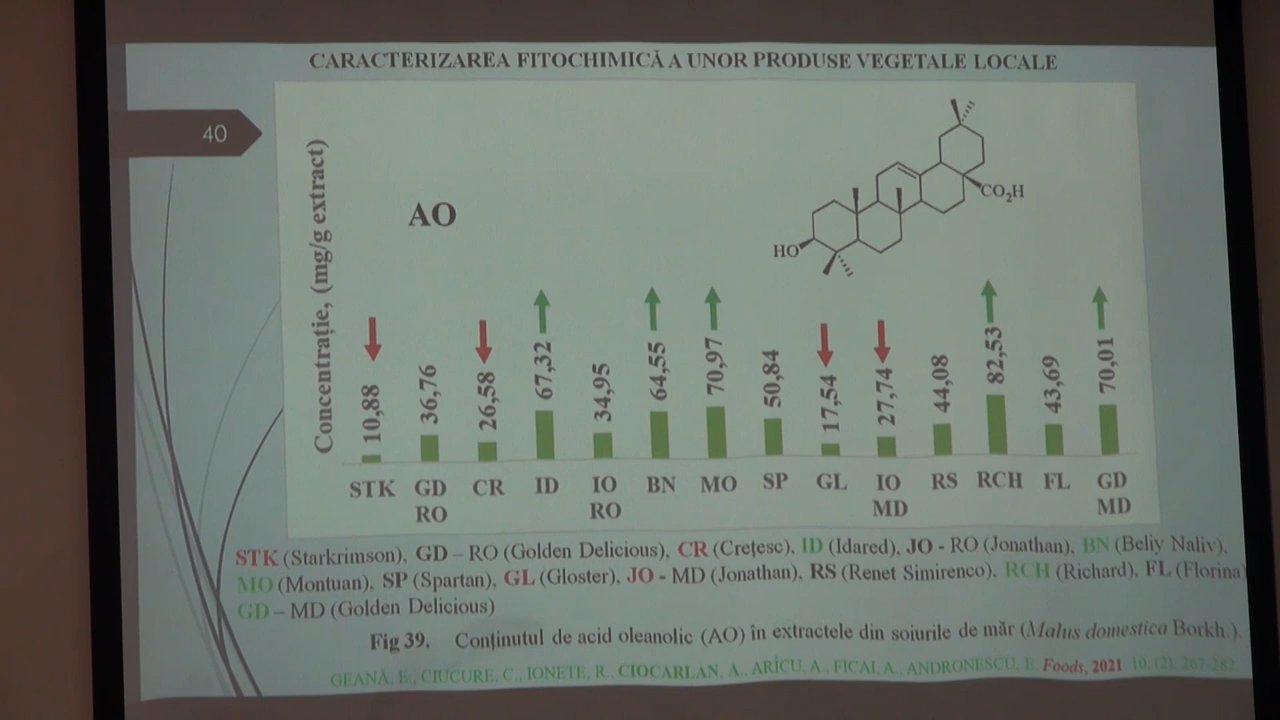 CARACTERIZAREA FITOCHIMICĂ A UNOR PRODUSE VEGETALE LOCALE
40
Concentrație, (mg/g extract)
AO
HO
CO₂H
10,88
36,76
26,58
67,32
34,95
64,55
70,97
50,84
17,54
27,74
44,08
82,53
43,69
70,01
STK GD CR ID IO BN MO SP GL IO RS RCH FL GD
RO RO MD MD
STK (Starkrimson), GD – RO (Golden Delicious), CR (Crețesc), ID (Idared), JO - RO (Jonathan), BN (Beliy Naliv),
MO (Montuan), SP (Spartan), GL (Gloster), JO - MD (Jonathan), RS (Renet Simirenco), RCH (Richard), FL (Florina)
GD – MD (Golden Delicious)
Fig 39. Conținutul de acid oleanolic (AO) în extractele din soiurile de măr (Malus domestica Borkh.).
GEANĂ, E., CIUCURE, C., IONETE, R., CIOCARLAN, A., ARÎCU, A., FICAI, A., ANDRONESCU, E. Foods, 2021, 10, (2), 267-282